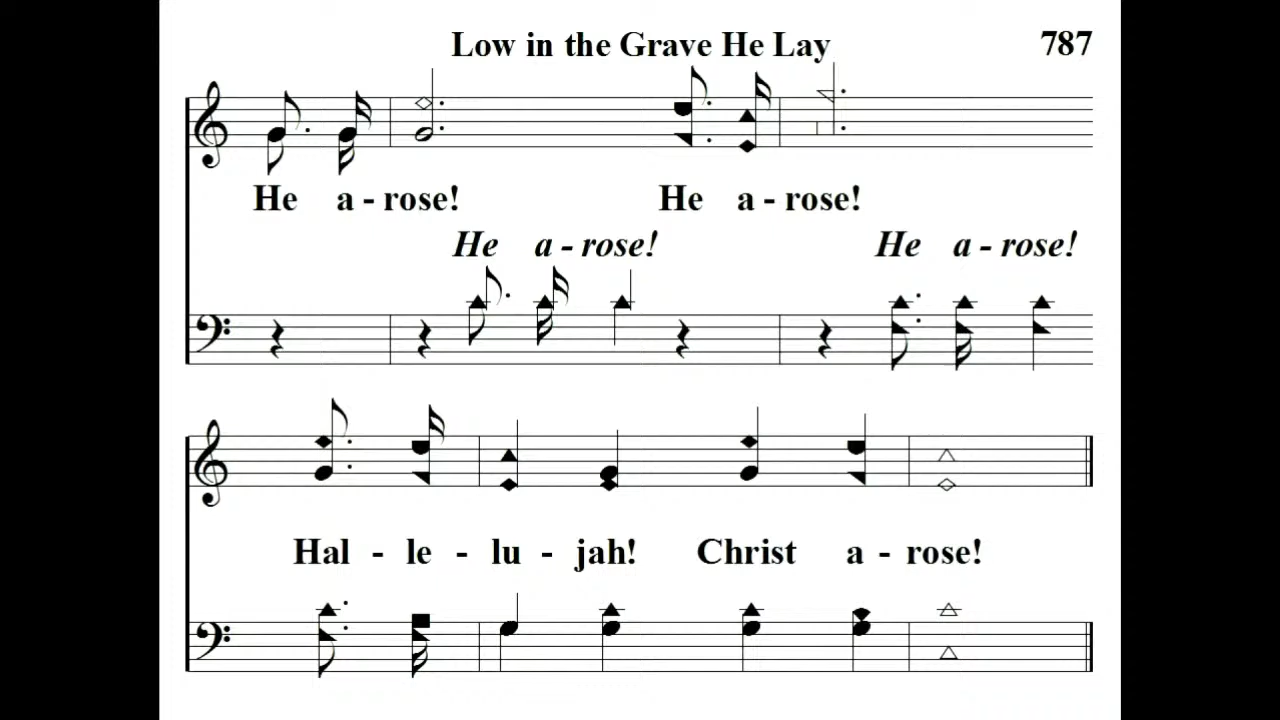 Low in the Grave He Lay 787
He a - rose! He a - rose!
He a - rose! He a - rose!
Hal - le - lu - jah! Christ a - rose!